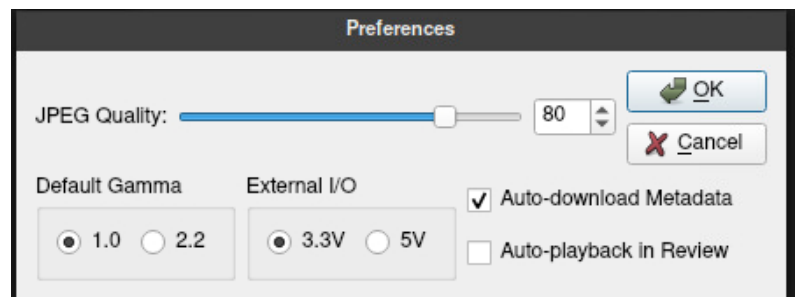 Preferences
JPEG Quality:
80
OK
Cancel
Default Gamma
1.0
2.2
External I/O
3.3V
5V
Auto-download Metadata
Auto-playback in Review